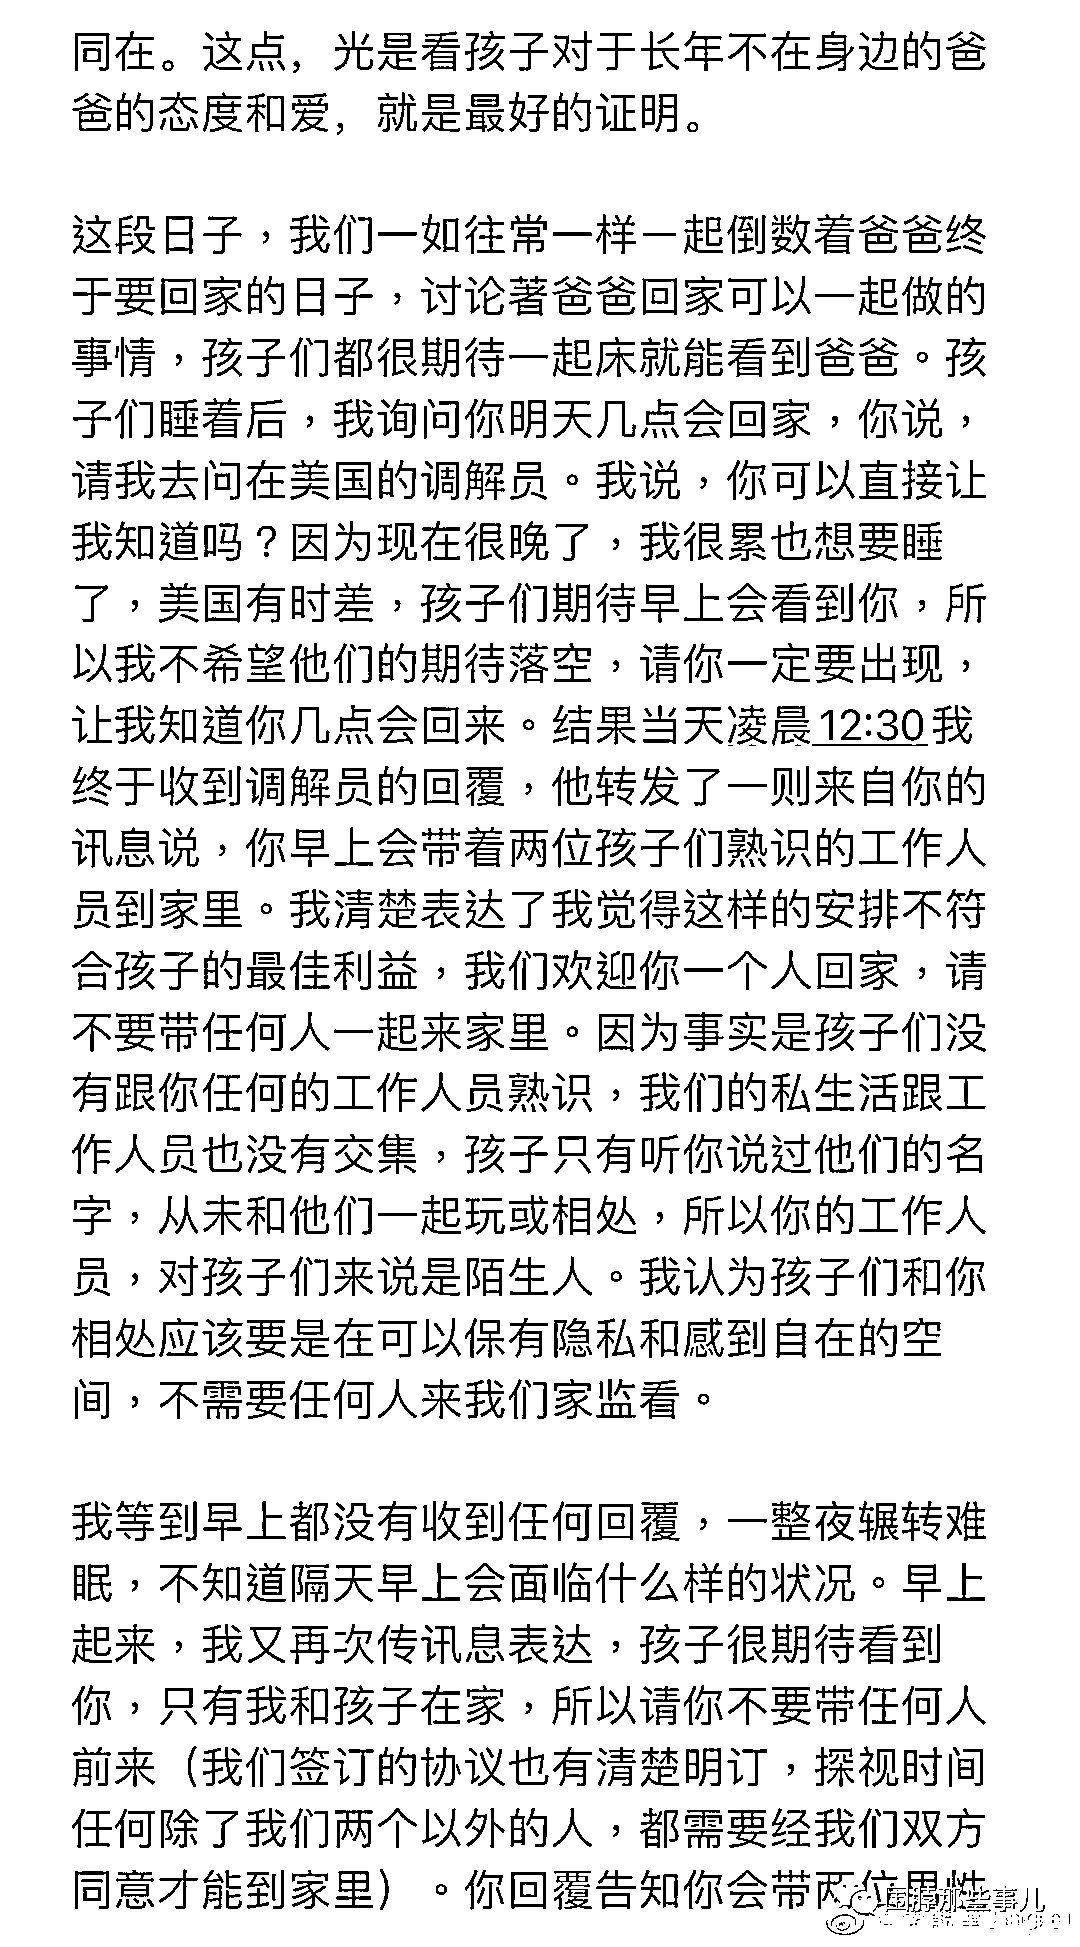 同在。这点，光是看孩子对于长年不在身边的爸
爸的态度和爱，就是最好的证明。
这段日子，我们一如往常一样一起倒数着爸爸终
于要回家的日子，讨论著爸爸回家可以一起做的
事情，孩子们都很期待一起床就能看到爸爸。孩
子们睡着后，我询问你明天几点会回家，你说，
请我去问在美国的调解员。我说，你可以直接让
我知道吗？因为现在很晚了，我很累也想要睡
了，美国有时差，孩子们期待早上会看到你，所
以我不希望他们的期待落空，请你一定要出现，
让我知道你几点会回来。结果当天凌晨12:30我
终于收到调解员的回覆，他转发了一则来自你的
讯息说，你早上会带着两位孩子们熟识的工作人
员到家里。我清楚表达了我觉得这样的安排不符
合孩子的最佳利益，我们欢迎你一个人回家，请
不要带任何人一起来家里。因为事实是孩子们没
有跟你任何的工作人员熟识，我们的私生活跟工
作人员也没有交集，孩子只有听你说过他们的名
字，从未和他们一起玩或相处，所以你的工作人
员，对孩子们来说是陌生人。我认为孩子们和你
相处应该要是在可以保有隐私和感到自在的空
间，不需要任何人来我们家监看。
我等到早上都没有收到任何回覆，一整夜辗转难
眠，不知道隔天早上会面临什么样的状况。早上
起来，我又再次传讯息表达，孩子很期待看到
你，只有我和孩子在家，所以请你不要带任何人
前来（我们签订的协议也有清楚明订，探视时间
任何除了我们两个以外的人，都需要经我们双方
同意才能到家里）。你回覆告知你会带两位男性
那些事儿